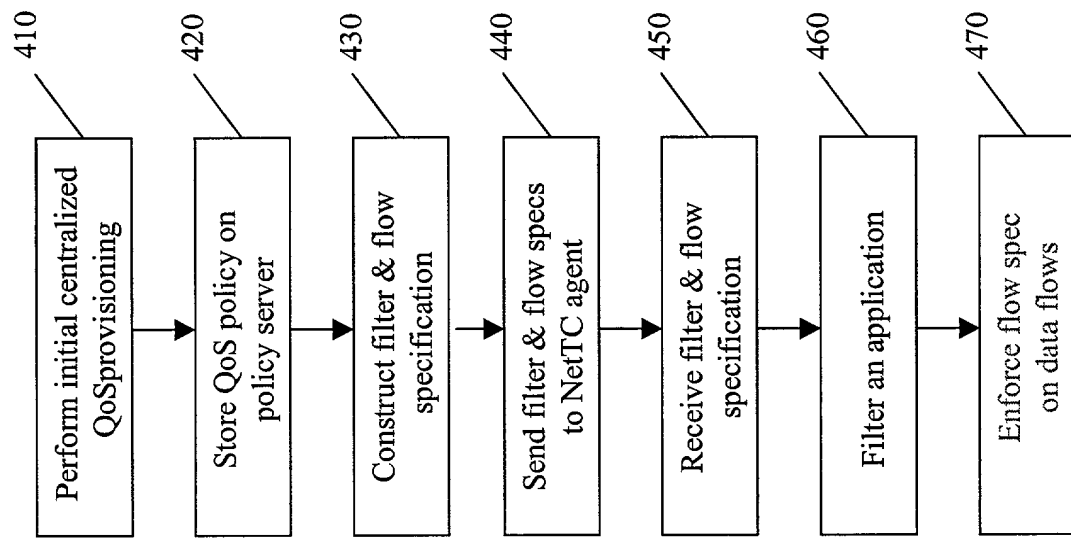 410
Perform initial centralized
QoSprovisioning
420
Store QoS policy on
policy server
430
Construct filter & flow
specification
440
Send filter & flow specs
to NetTC agent
450
Receive filter & flow
specification
460
Filter an application
470
Enforce flow spec
on data flows